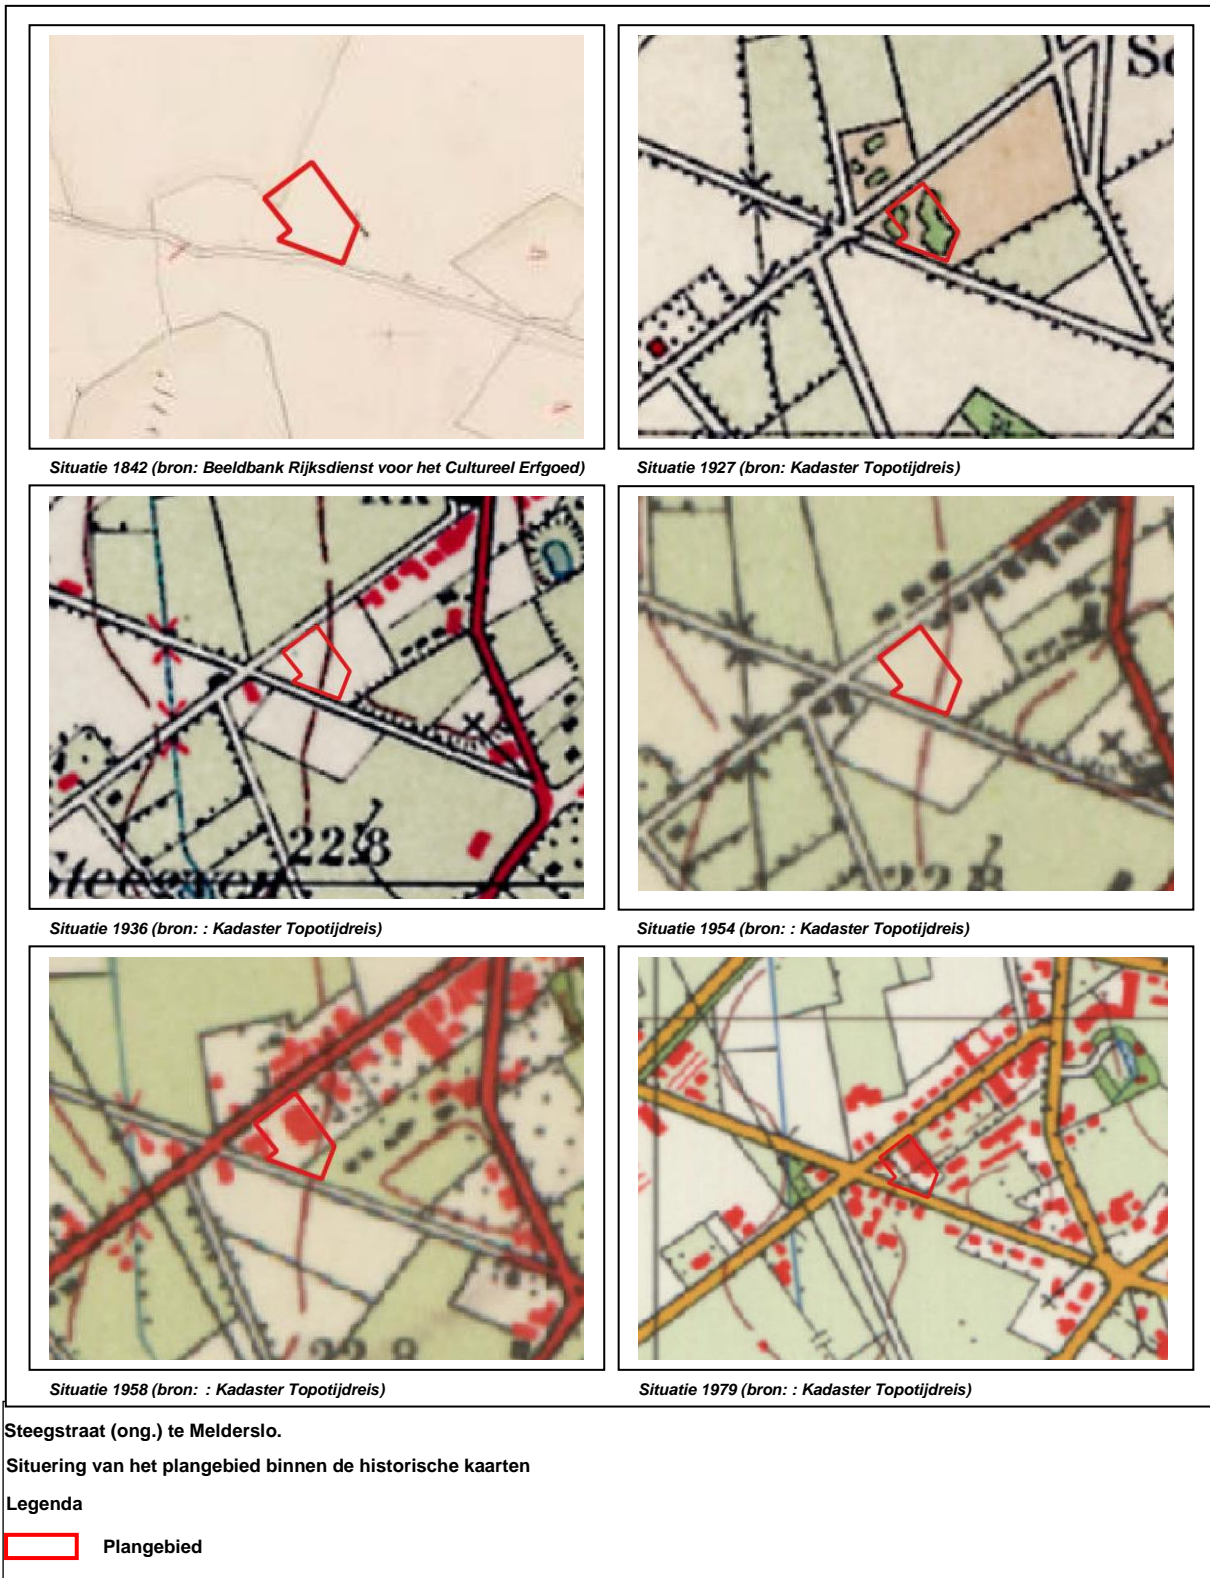 Situatie 1842 (bron: Beeldbank Rijksdienst voor het Cultureel Erfgoed)
Situatie 1927 (bron: Kadaster Topotijdreis)
22.8
Situatie 1936 (bron: : Kadaster Topotijdreis)
Situatie 1954 (bron: : Kadaster Topotijdreis)
Situatie 1958 (bron: : Kadaster Topotijdreis)
Situatie 1979 (bron: : Kadaster Topotijdreis)
Steegstraat (ong.) te Melderslo.
Situering van het plangebied binnen de historische kaarten
Legenda
Plangebied